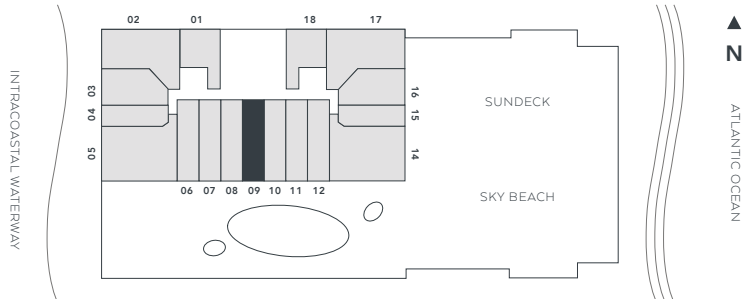 02 01 18 17
N
INTRACOASTAL WATERWAY
03
04
05
16
15
14
SUNDECK
ATLANTIC OCEAN
SKY BEACH
06 07 08 09 10 11 12